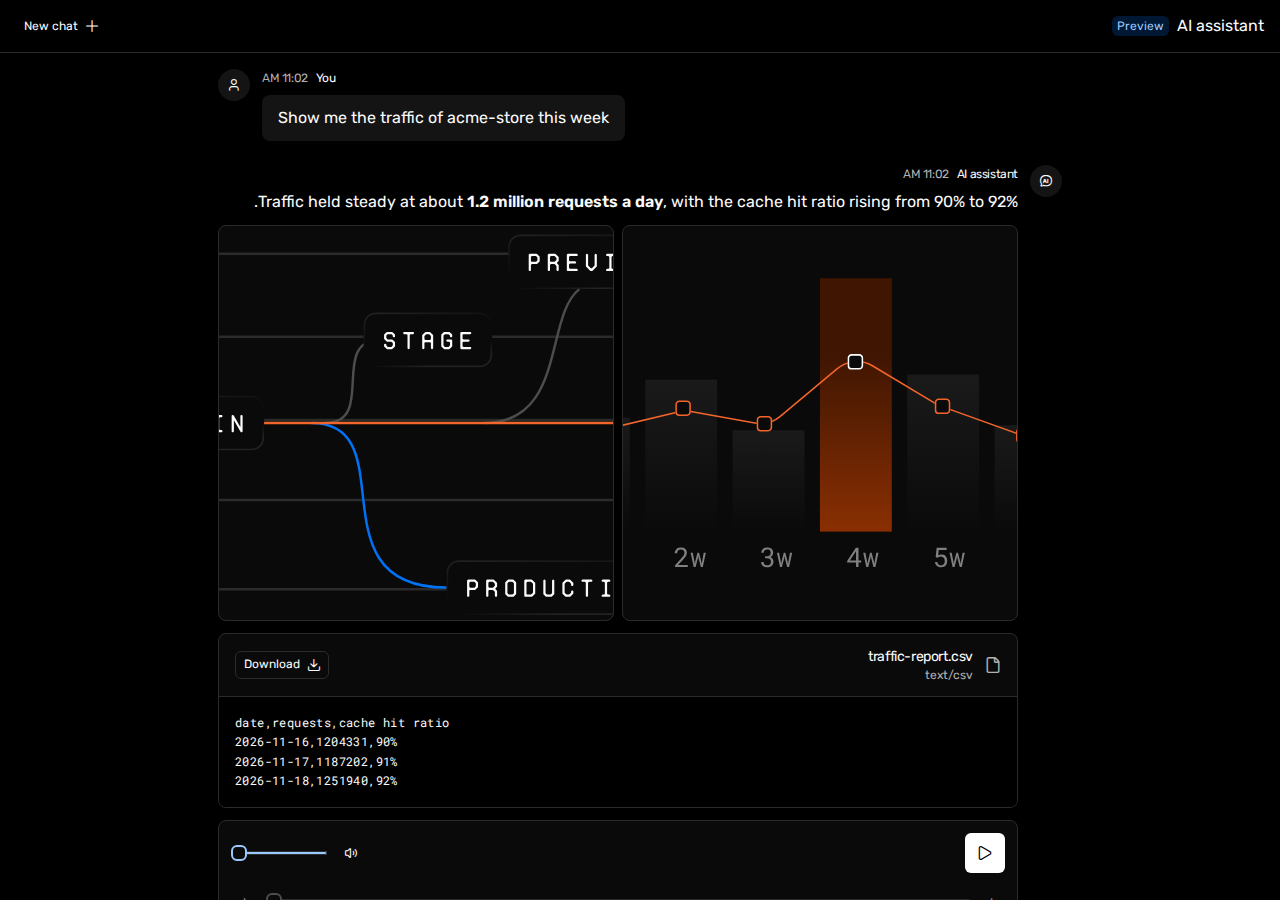 New chat
Preview AI assistant
AM 11:02 You
Show me the traffic of acme-store this week
AM 11:02 AI assistant
.Traffic held steady at about 1.2 million requests a day, with the cache hit ratio rising from 90% to 92%
PREVI
STAGE
IN
PRODUCTI
2W 3W 4W 5W
Download
traffic-report.csv
text/csv
date,requests,cache hit ratio
2026-11-16,1204331,90%
2026-11-17,1187202,91%
2026-11-18,1251940,92%